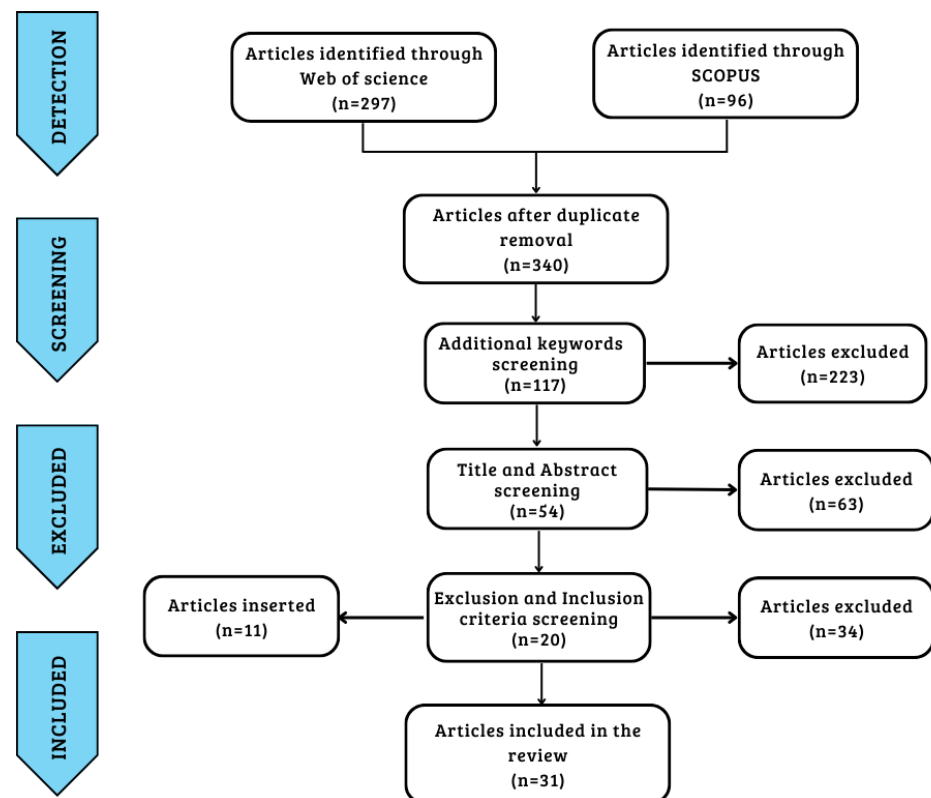 DETECTION
Articles identified through
Web of science
(n=297)
Articles identified through
SCOPUS
(n=96)
SCREENING
Articles after duplicate
removal
(n=340)
Additional keywords
screening
(n=117)
Articles excluded
(n=223)
EXCLUDED
Title and Abstract
screening
(n=54)
Articles excluded
(n=63)
Articles inserted
(n=11)
Exclusion and Inclusion
criteria screening
(n=20)
Articles excluded
(n=34)
INCLUDED
Articles included in the
review
(n=31)